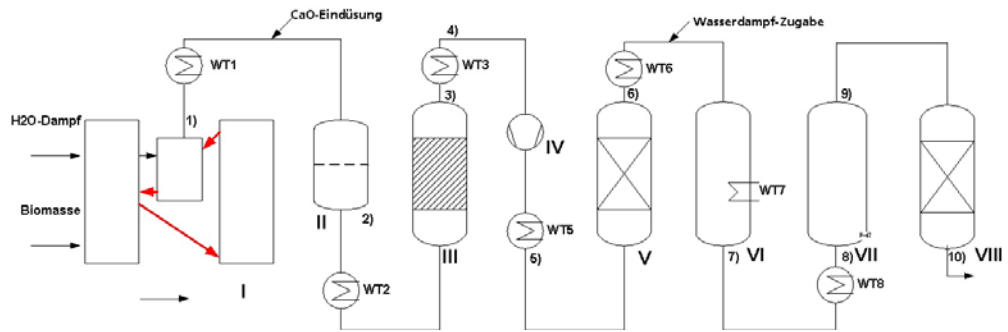 CaO-Eindüsung
Wasserdampf-Zugabe
4)
WT1
WT3
WT6
6)
3)
9)
1)
H2O-Dampf
IV
WT7
Biomasse
II
2)
WT5
5)
III
V
7)
VI
8)
VII
10)
VIII
I
WT2
WT8